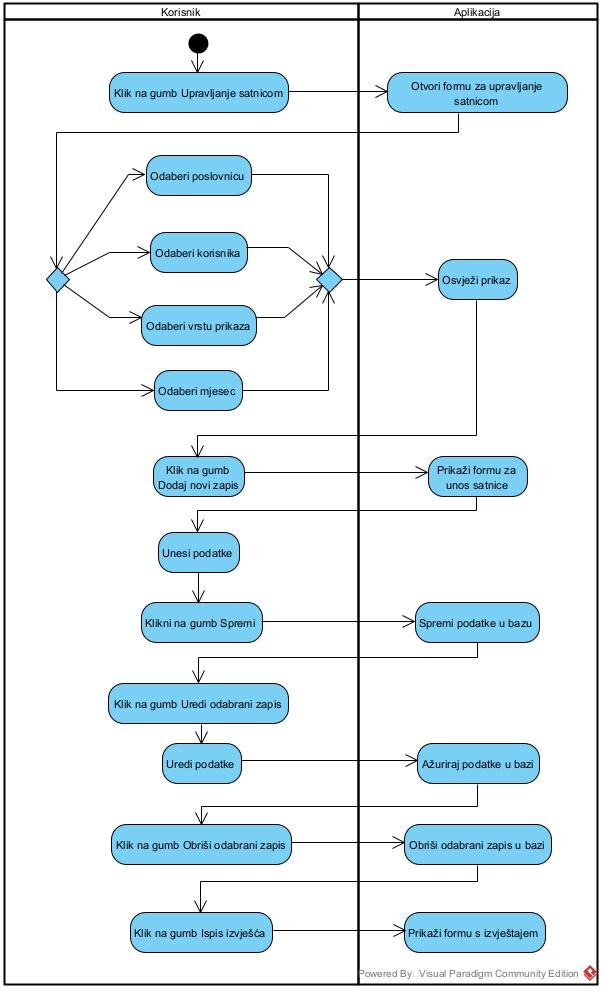 Korisnik
Aplikacija
Klik na gumb Upravljanje satnicom
Otvori formu za upravljanje
satnicom
Odaberi poslovnicu
Odaberi korisnika
Osvježi prikaz
Odaberi vrstu prikaza
Odaberi mjesec
Klik na gumb
Dodaj novi zapis
Prikaži formu za
unos satnice
Unesi podatke
Klikni na gumb Spremi
Spremi podatke u bazu
Klik na gumb Uredi odabrani zapis
Uredi podatke
Ažuriraj podatke u bazi
Klik na gumb Obriši odabrani zapis
Obriši odabrani zapis u bazi
Klik na gumb Ispis izvješća
Prikaži formu s izvještajem
Powered By Visual Paradigm Community Edition